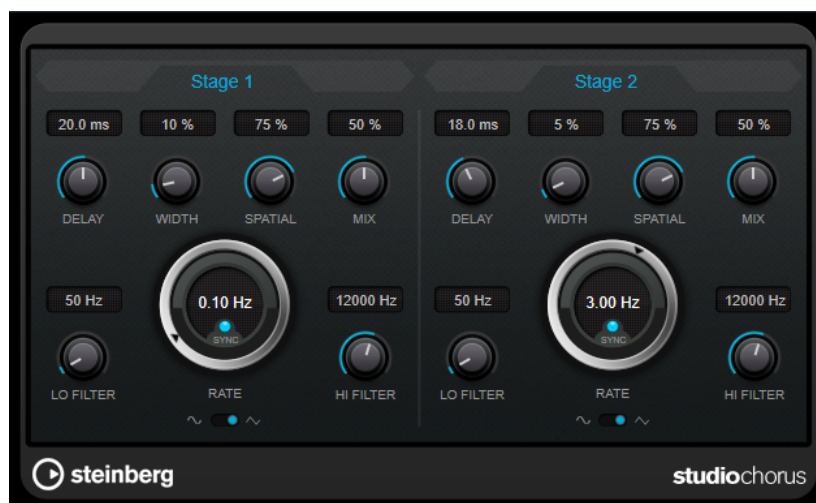 Stage 1
Stage 2
20.0 ms 10 % 75 % 50 %
18.0 ms 5 % 75 % 50 %
DELAY WIDTH SPATIAL MIX
DELAY WIDTH SPATIAL MIX
50 Hz 0.10 Hz 12000 Hz
50 Hz 3.00 Hz 12000 Hz
SYNC
SYNC
LO FILTER RATE HI FILTER
LO FILTER RATE HI FILTER
steinberg
studiochorus